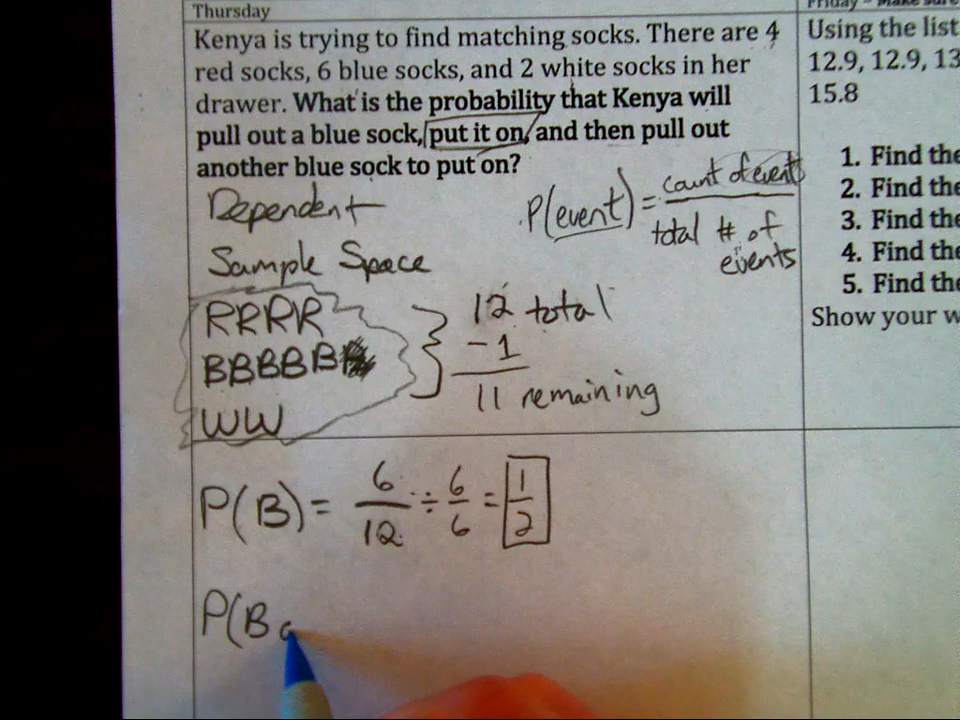 Thursday
Kenya is trying to find matching socks. There are 4
red socks, 6 blue socks, and 2 white socks in her
drawer. What is the probability that Kenya will
pull out a blue sock, put it on, and then pull out
another blue sock to put on?
Dependent
P(event) = count of events
total # of
events
Sample Space
RRRR
BBBBB
WW
12 total
-1
11 remaining
P(B) = 6/12 ÷ 6/6 = 1/2
P(B
Using the list
12.9, 12.9, 13
15.8
1. Find the
2. Find the
3. Find the
4. Find the
5. Find the
Show your w